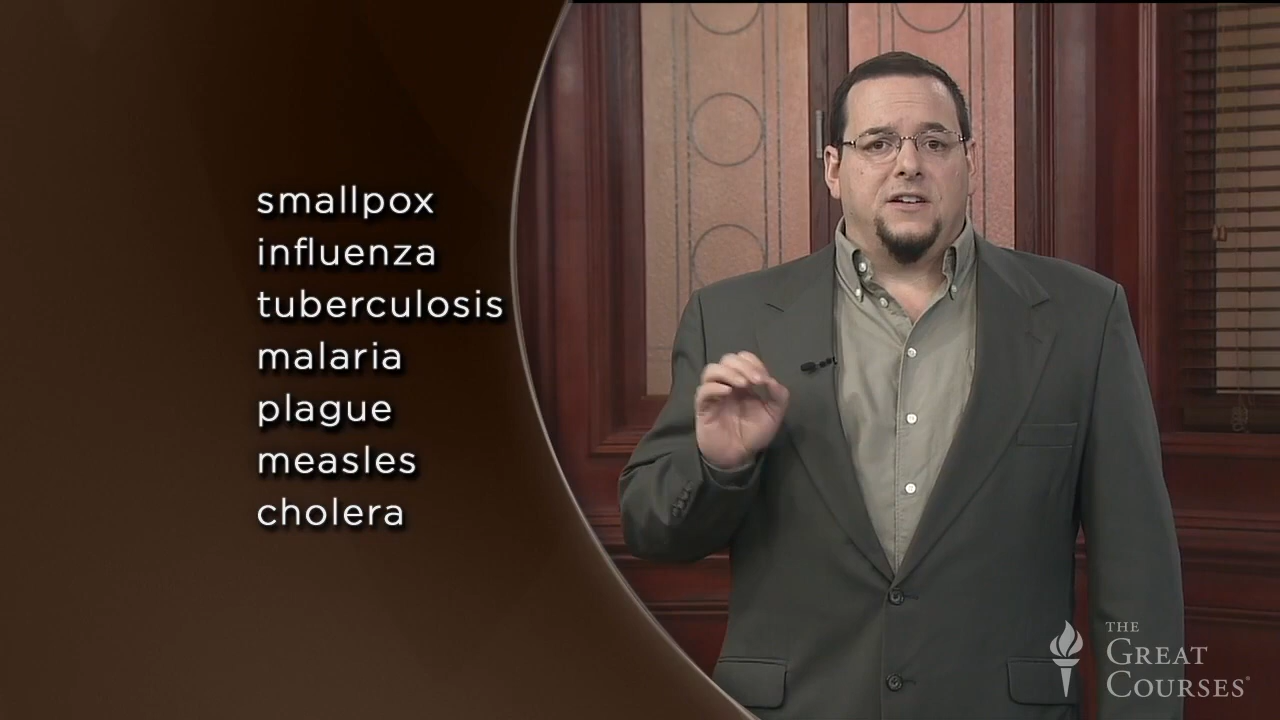 smallpox
influenza
tuberculosis
malaria
plague
measles
cholera
THE
GREAT
COURSES®